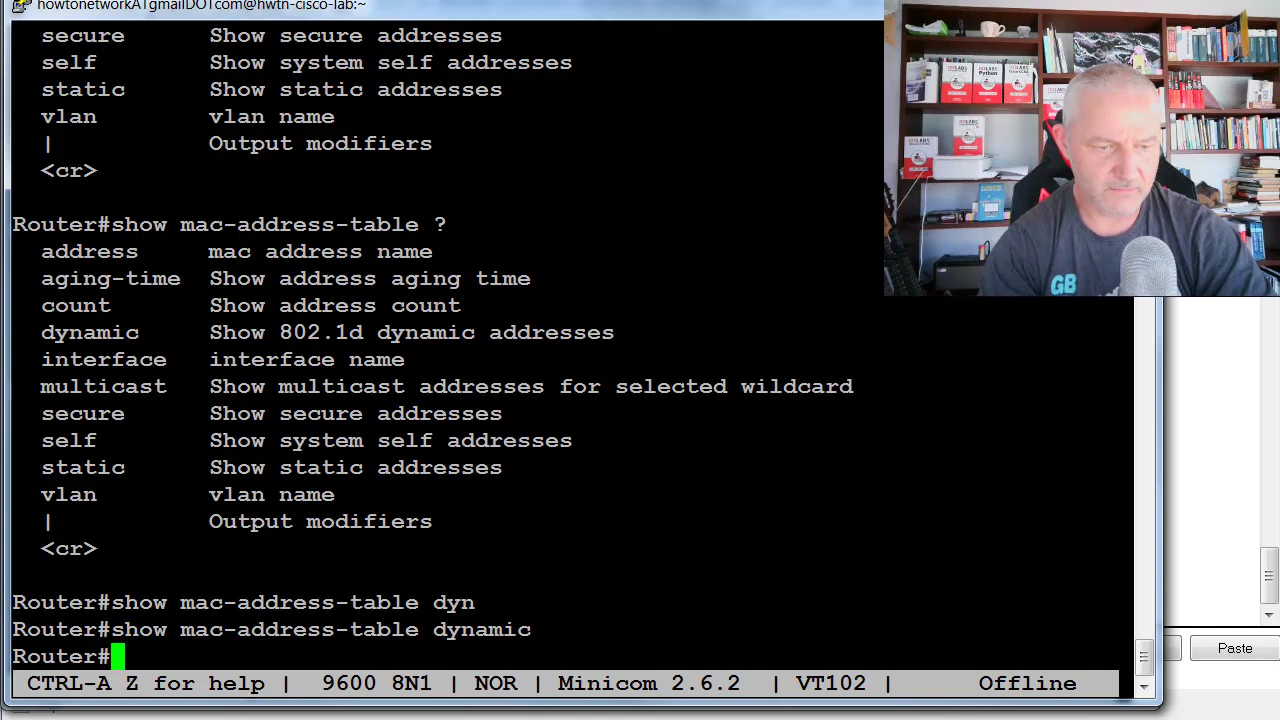 howtonetworkATgmailDOTcom@hwtn-cisco-lab:~
secure Show secure addresses
self Show system self addresses
static Show static addresses
vlan vlan name
| Output modifiers
<cr>
Router#show mac-address-table ?
address mac address name
aging-time Show address aging time
count Show address count
dynamic Show 802.1d dynamic addresses
interface interface name
multicast Show multicast addresses for selected wildcard
secure Show secure addresses
self Show system self addresses
static Show static addresses
vlan vlan name
| Output modifiers
<cr>
Router#show mac-address-table dyn
Router#show mac-address-table dynamic
Router#
CTRL-A Z for help | 9600 8N1 | NOR | Minicom 2.6.2 | VT102 | Offline
Paste
GB
Python